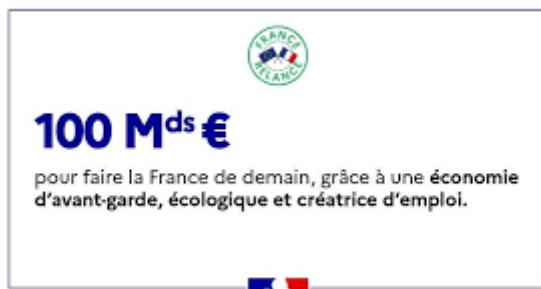 FRANCE
RELANCE
100 Mds €
pour faire la France de demain, grâce à une économie
d'avant-garde, écologique et créatrice d'emploi.